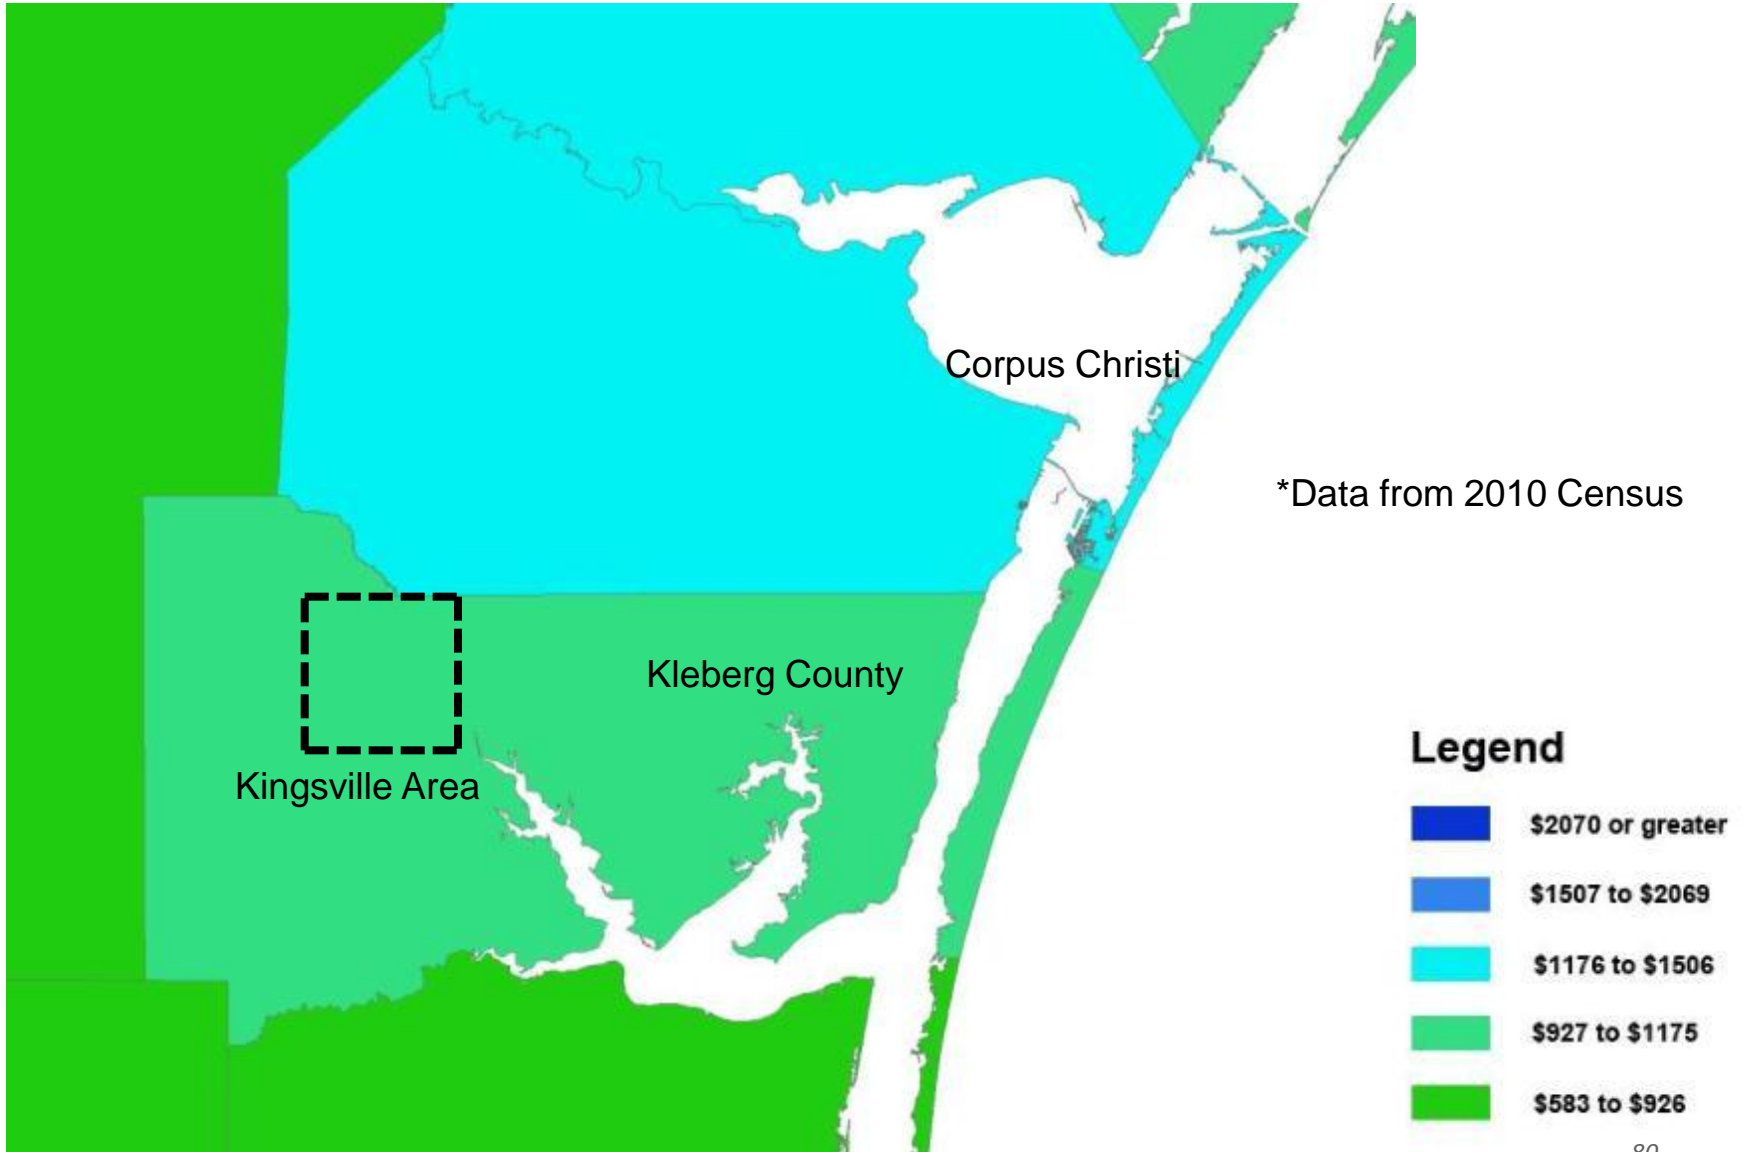 Corpus Christi
*Data from 2010 Census
Kleberg County
Kingsville Area
Legend
$2070 or greater
$1507 to $2069
$1176 to $1506
$927 to $1175
$583 to $926